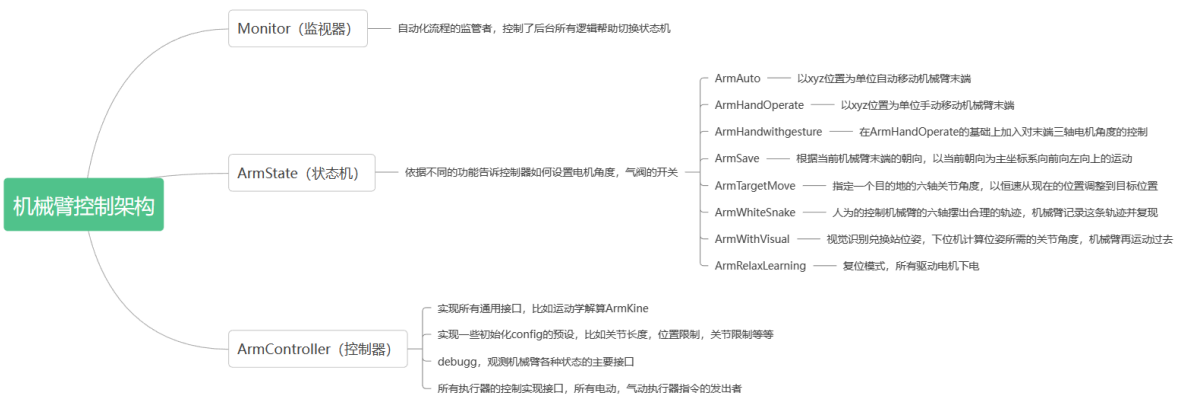 机械臂控制架构
Monitor（监视器）
自动化流程的监管者，控制了后台所有逻辑帮助切换状态机
ArmState（状态机）
依据不同的功能告诉控制器如何设置电机角度，气阀的开关
ArmAuto
以xyz位置为单位自动移动机械臂末端
ArmHandOperate
以xyz位置为单位手动移动机械臂末端
ArmHandwithgesture
在ArmHandOperate的基础上加入对末端三轴电机角度的控制
ArmSave
根据当前机械臂末端的朝向，以当前朝向为主坐标系向前向左向上的运动
ArmTargetMove
指定一个目的地的六轴关节角度，以恒速从现在的位置调整到目标位置
ArmWhiteSnake
人为的控制机械臂的六轴摆出合理的轨迹，机械臂记录这条轨迹并复现
ArmWithVisual
视觉识别兑换站位姿，下位机计算位姿所需的关节角度，机械臂再运动过去
ArmRelaxLearning
复位模式，所有驱动电机下电
ArmController（控制器）
实现所有通用接口，比如运动学解算ArmKine
实现一些初始化config的预设，比如关节长度，位置限制，关节限制等等
debugg，观测机械臂各种状态的主要接口
所有执行器的控制实现接口，所有电动，气动执行器指令的发出者